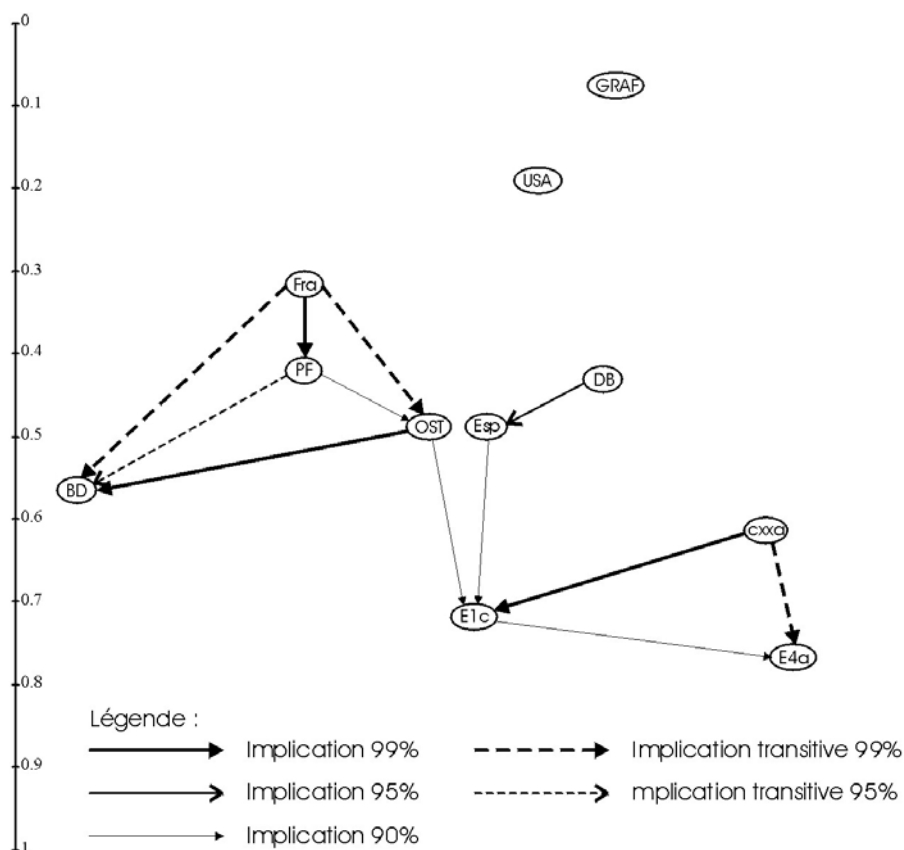 0
GRAF
0.1
USA
0.2
0.3
Fra
0.4
PF
DB
OST
Esp
0.5
BD
0.6
cxxa
0.7
E1c
E4a
0.8
Légende :
Implication 99%
Implication transitive 99%
0.9
Implication 95%
mplication transitive 95%
Implication 90%
1